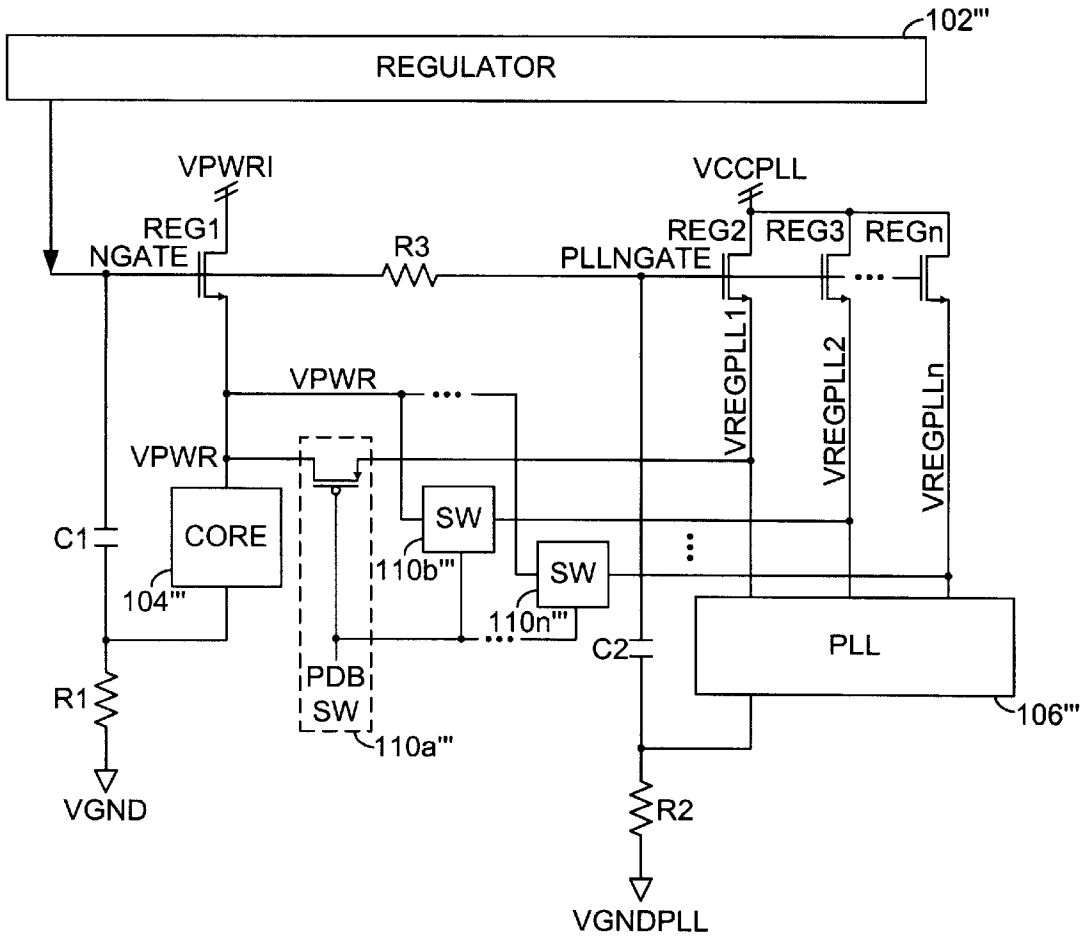 102'''
REGULATOR
VPWRI
VCCPLL
REG1
REG2
REG3
REGn
NGATE
R3
PLLNGATE
•••
VREGPLL1
VREGPLL2
VREGPLLn
VPWR
•••
VPWR
C1
CORE
SW
110b'''
•••
SW
104'''
110n'''
•••
C2
PLL
PDB
SW
R1
106'''
110a'''
VGND
R2
VGNDPLL